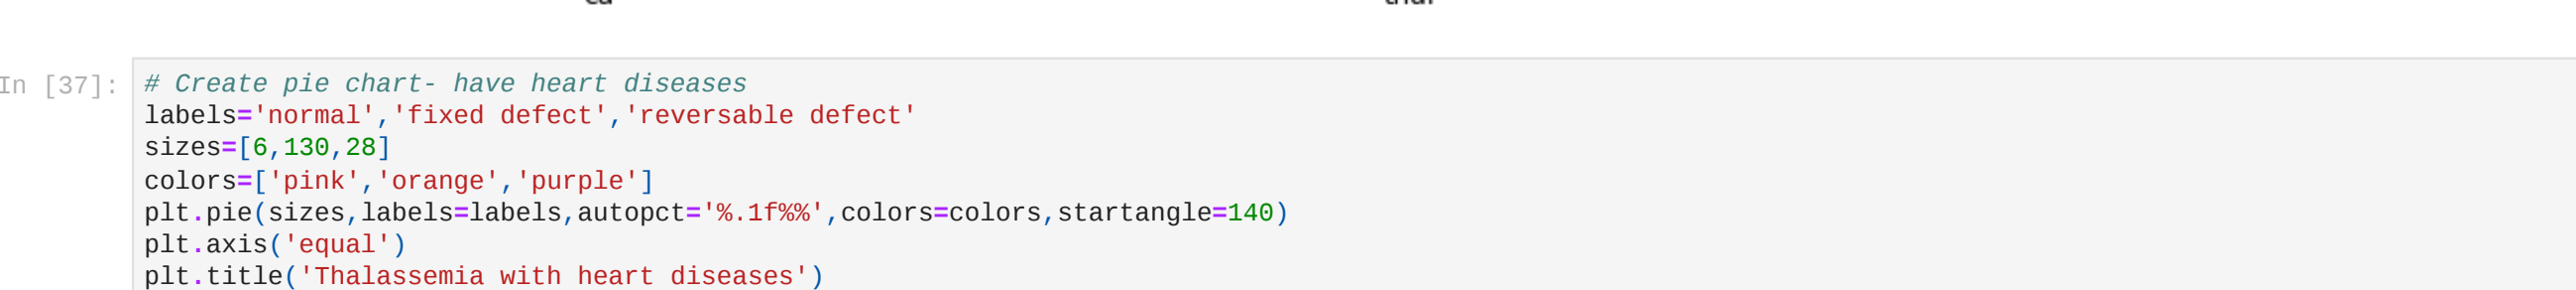 In [37]:
# Create pie chart- have heart diseases
labels='normal','fixed defect','reversable defect'
sizes=[6,130,28]
colors=['pink','orange','purple']
plt.pie(sizes,labels=labels,autopct='%.1f%%',colors=colors,startangle=140)
plt.axis('equal')
plt.title('Thalassemia with heart diseases')